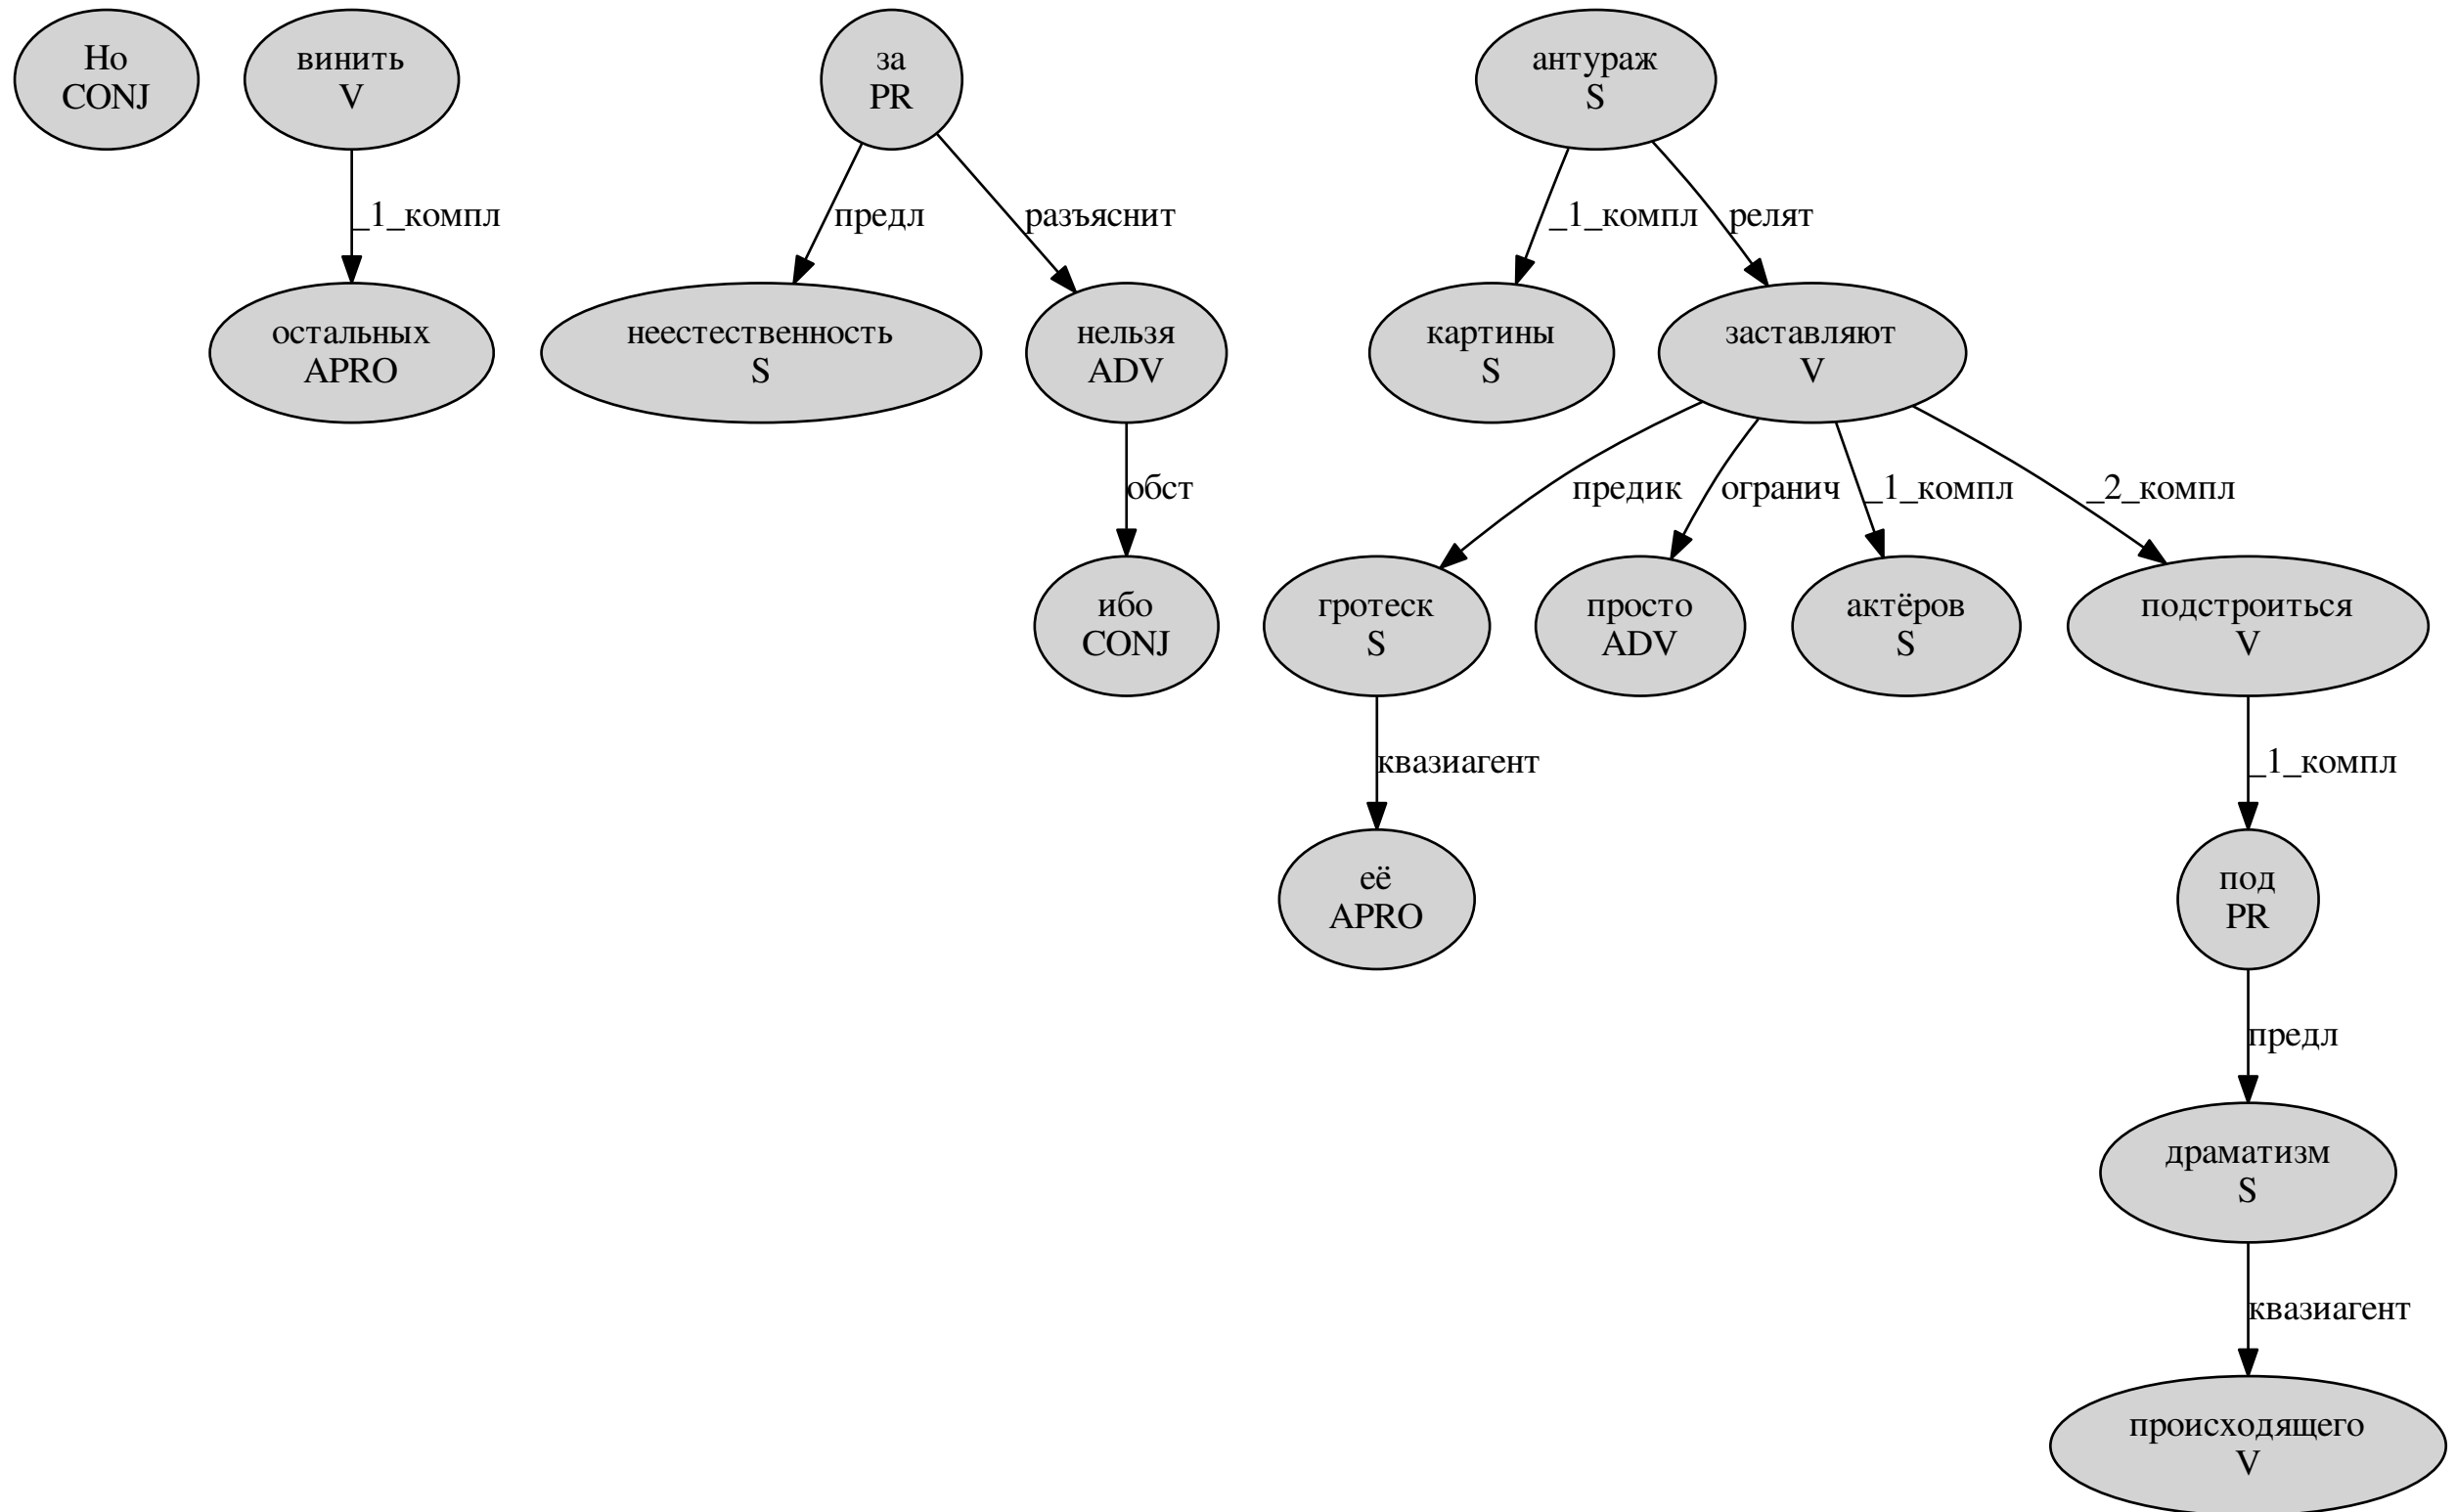 Но
CONJ
винить
V
за
PR
антураж
S
_1_компл
предл
разъяснит
_1_компл
релят
остальных
APRO
неестественность
S
нельзя
ADV
картины
S
заставляют
V
обст
предик
огранич
_1_компл
_2_компл
ибо
CONJ
гротеск
S
просто
ADV
актёров
S
подстроиться
V
квазиагент
_1_компл
её
APRO
под
PR
предл
драматизм
S
квазиагент
происходящего
V